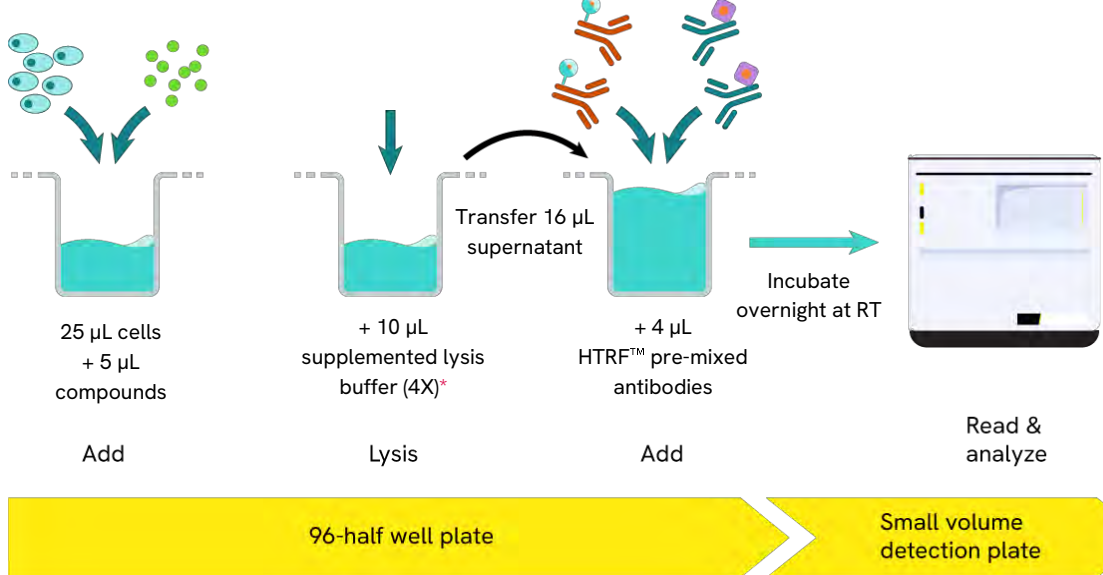 Transfer 16 µL
supernatant
Incubate
overnight at RT
25 µL cells
+ 5 µL
compounds
+ 10 µL
supplemented lysis
buffer (4X)*
+ 4 µL
HTRF™ pre-mixed
antibodies
Add
Lysis
Add
Read &
analyze
96-half well plate
Small volume
detection plate